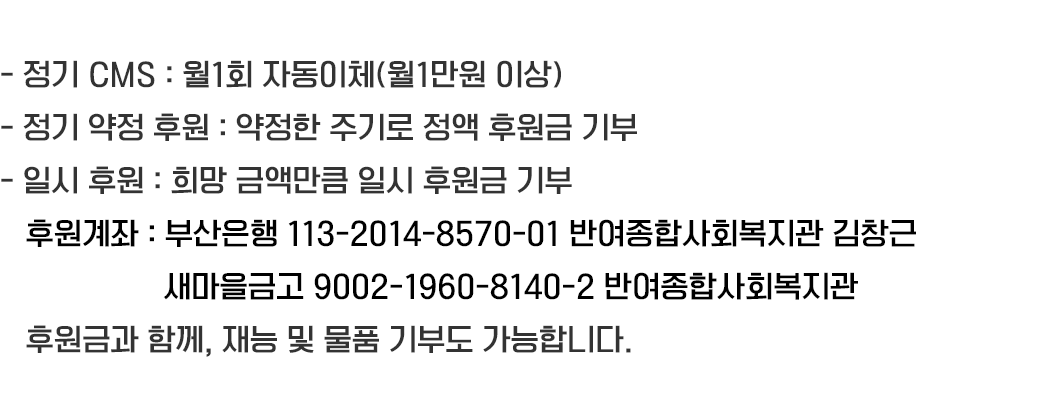 - 정기 CMS : 월1회 자동이체(월1만원 이상)
- 정기 약정 후원 : 약정한 주기로 정액 후원금 기부
- 일시 후원 : 희망 금액만큼 일시 후원금 기부
후원계좌 : 부산은행 113-2014-8570-01 반여종합사회복지관 김창근
새마을금고 9002-1960-8140-2 반여종합사회복지관
후원금과 함께, 재능 및 물품 기부도 가능합니다.